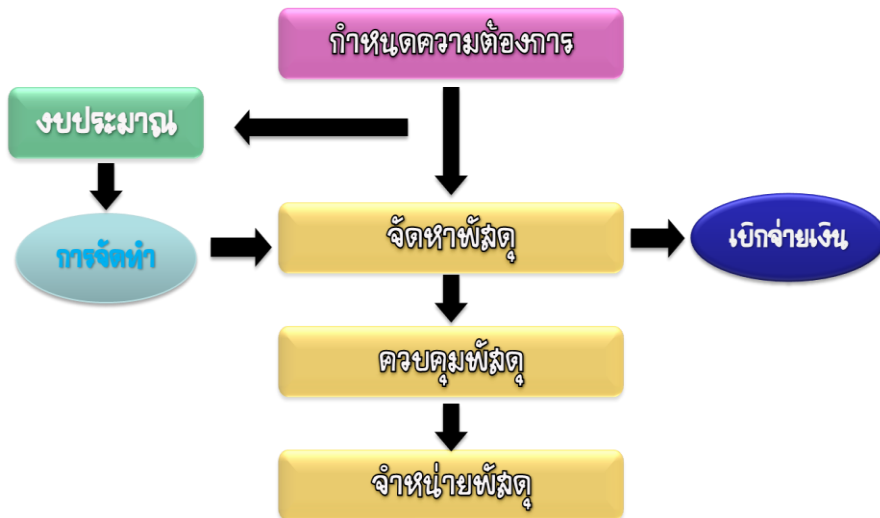 กำหนดความต้องการ
งบประมาณ
การจัดทำ
จัดหาพัสดุ
เบิกจ่ายเงิน
ควบคุมพัสดุ
จำหน่ายพัสดุ